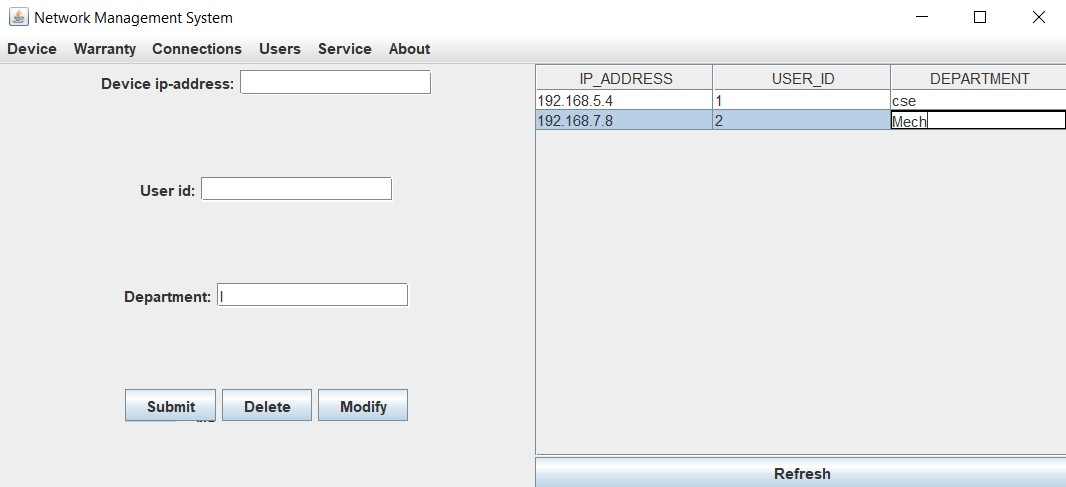 Network Management System
Device Warranty Connections Users Service About
Device ip-address:
User id:
Department:
Submit Delete Modify
IP_ADDRESS USER_ID DEPARTMENT
192.168.5.4 1 cse
192.168.7.8 2 Mech
Refresh